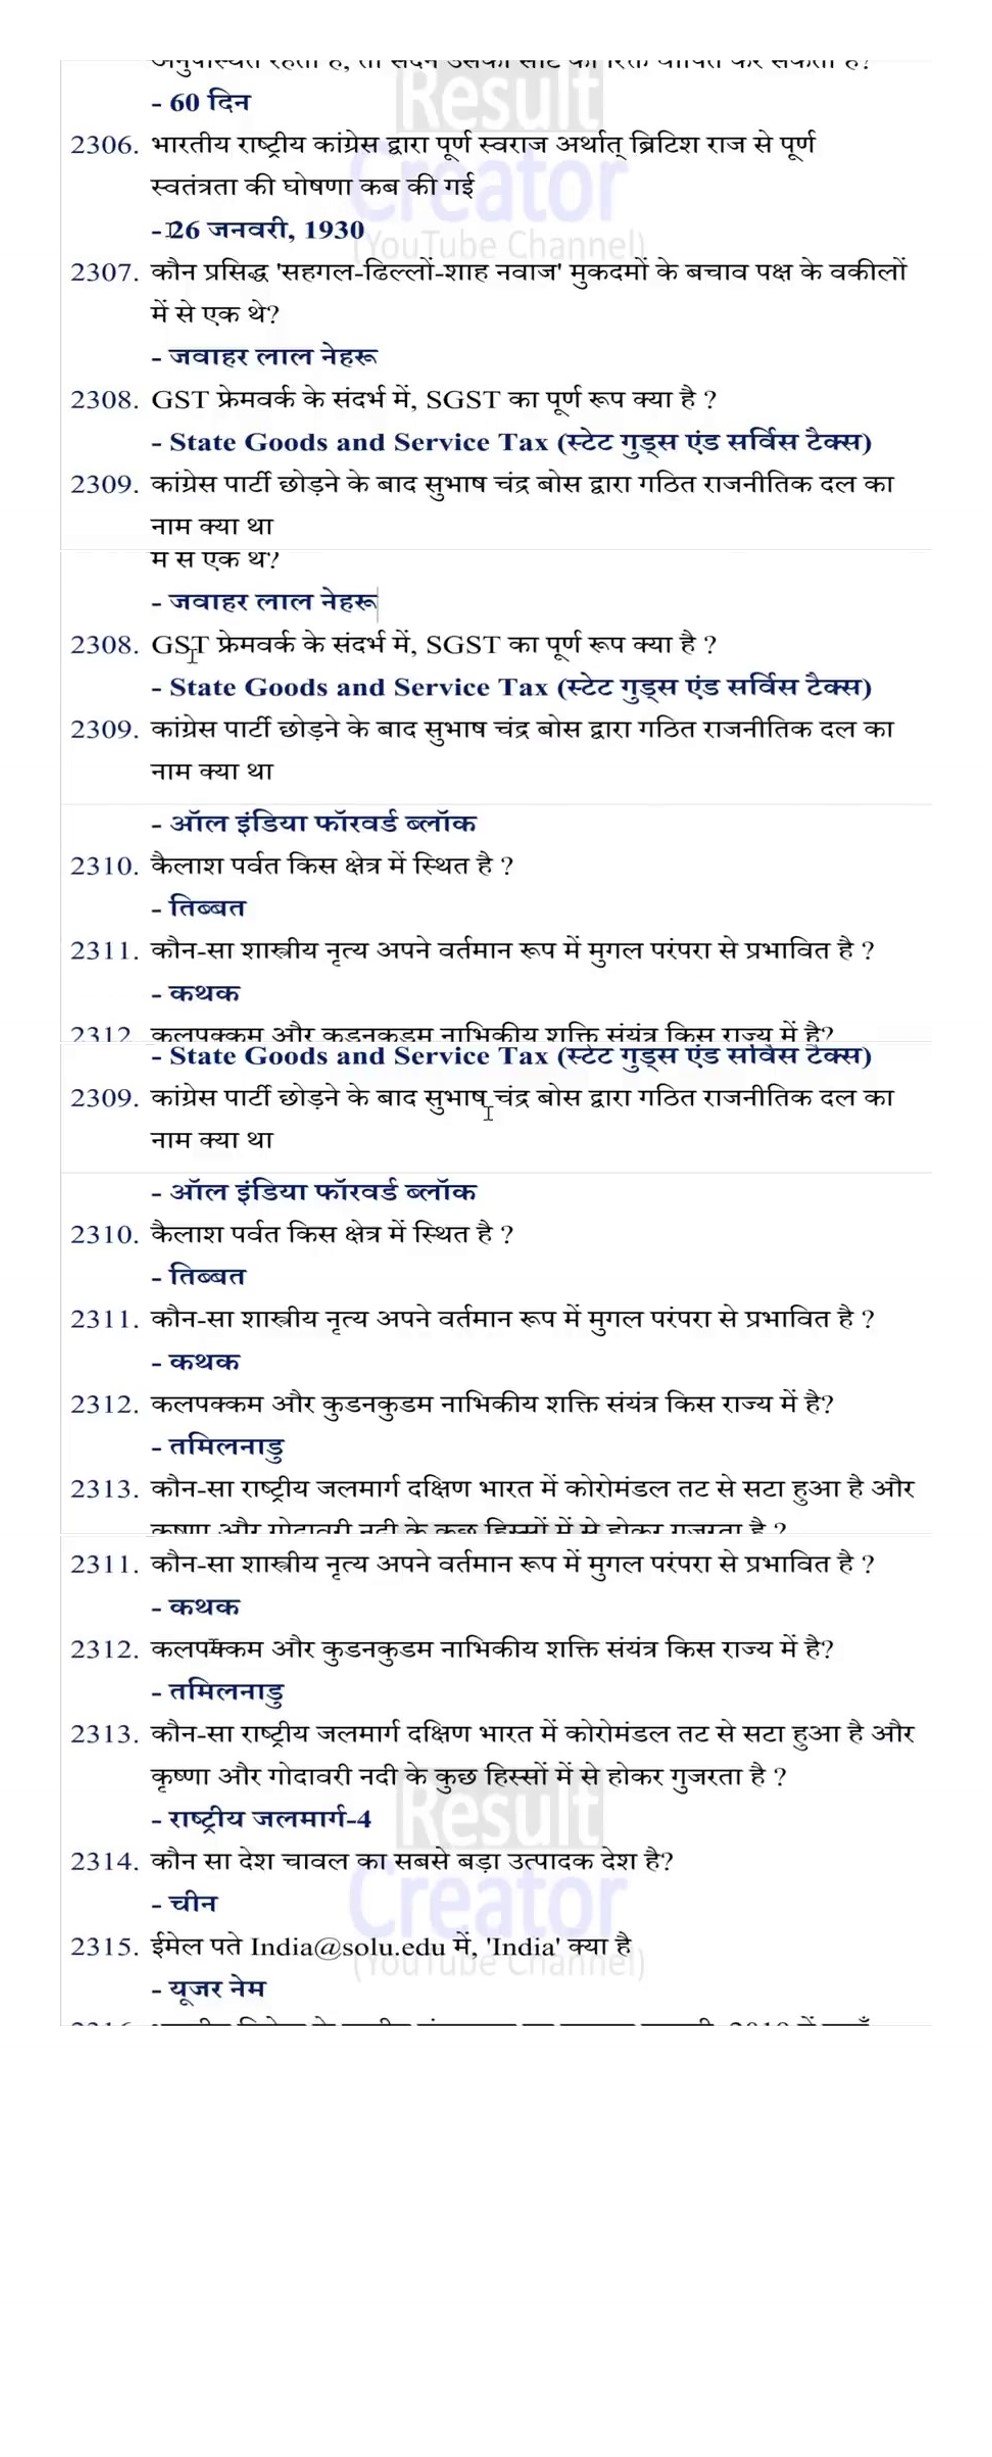 अनुपस्थित रहता है, तो सदन उसकी सीट को रिक्त घोषित कर सकता है?
- 60 दिन
2306. भारतीय राष्ट्रीय कांग्रेस द्वारा पूर्ण स्वराज अर्थात् ब्रिटिश राज से पूर्ण
स्वतंत्रता की घोषणा कब की गई
- 26 जनवरी, 1930
2307. कौन प्रसिद्ध 'सहगल-ढिल्लों-शाह नवाज' मुकदमों के बचाव पक्ष के वकीलों
में से एक थे?
- जवाहर लाल नेहरू
2308. GST फ्रेमवर्क के संदर्भ में, SGST का पूर्ण रूप क्या है ?
- State Goods and Service Tax (स्टेट गुड्स एंड सर्विस टैक्स)
2309. कांग्रेस पार्टी छोड़ने के बाद सुभाष चंद्र बोस द्वारा गठित राजनीतिक दल का
नाम क्या था
में से एक थे?
- जवाहर लाल नेहरू
2308. GST फ्रेमवर्क के संदर्भ में, SGST का पूर्ण रूप क्या है ?
- State Goods and Service Tax (स्टेट गुड्स एंड सर्विस टैक्स)
2309. कांग्रेस पार्टी छोड़ने के बाद सुभाष चंद्र बोस द्वारा गठित राजनीतिक दल का
नाम क्या था
- ऑल इंडिया फॉरवर्ड ब्लॉक
2310. कैलाश पर्वत किस क्षेत्र में स्थित है ?
- तिब्बत
2311. कौन-सा शास्त्रीय नृत्य अपने वर्तमान रूप में मुगल परंपरा से प्रभावित है ?
- कथक
2312. कलपक्कम और कुडनकुडम नाभिकीय शक्ति संयंत्र किस राज्य में है?
- State Goods and Service Tax (स्टेट गुड्स एंड सर्विस टैक्स)
2309. कांग्रेस पार्टी छोड़ने के बाद सुभाष चंद्र बोस द्वारा गठित राजनीतिक दल का
नाम क्या था
- ऑल इंडिया फॉरवर्ड ब्लॉक
2310. कैलाश पर्वत किस क्षेत्र में स्थित है ?
- तिब्बत
2311. कौन-सा शास्त्रीय नृत्य अपने वर्तमान रूप में मुगल परंपरा से प्रभावित है ?
- कथक
2312. कलपक्कम और कुडनकुडम नाभिकीय शक्ति संयंत्र किस राज्य में है?
- तमिलनाडु
2313. कौन-सा राष्ट्रीय जलमार्ग दक्षिण भारत में कोरोमंडल तट से सटा हुआ है और
कृष्णा और गोदावरी नदी के कुछ हिस्सों में से होकर गुजरता है ?
2311. कौन-सा शास्त्रीय नृत्य अपने वर्तमान रूप में मुगल परंपरा से प्रभावित है ?
- कथक
2312. कलपक्कम और कुडनकुडम नाभिकीय शक्ति संयंत्र किस राज्य में है?
- तमिलनाडु
2313. कौन-सा राष्ट्रीय जलमार्ग दक्षिण भारत में कोरोमंडल तट से सटा हुआ है और
कृष्णा और गोदावरी नदी के कुछ हिस्सों में से होकर गुजरता है ?
- राष्ट्रीय जलमार्ग-4
2314. कौन सा देश चावल का सबसे बड़ा उत्पादक देश है?
- चीन
2315. ईमेल पते India@solu.edu में, 'India' क्या है
- यूजर नेम
Result
Creator
(YouTube Channel)
Result
Creator
(YouTube Channel)